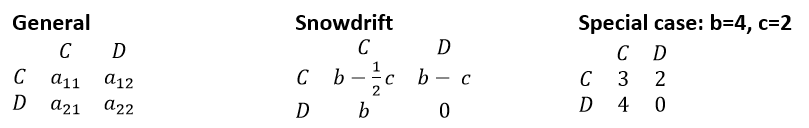 General Snowdrift Special case: b=4, c=2
C D C D C D
C a₁₁ a₁₂ C b − ½c b − c C 3 2
D a₂₁ a₂₂ D b 0 D 4 0